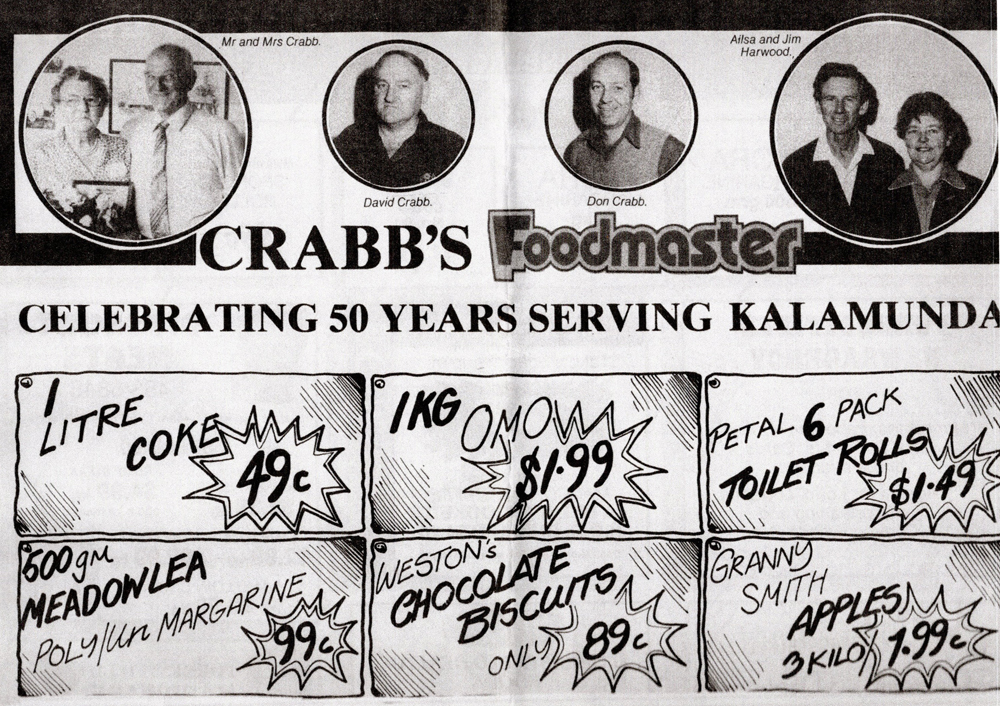 Mr and Mrs Crabb.
Ailsa and Jim
Harwood.
David Crabb.
Don Crabb.
CRABB'S Foodmaster
CELEBRATING 50 YEARS SERVING KALAMUNDA
1
LITRE
COKE
49c
1KG OMO
$1.99
PETAL 6 PACK
TOILET ROLLS
$1.49
500gm
MEADOWLEA
POLY/Un MARGARINE
99c
WESTON's
CHOCOLATE
BISCUITS
ONLY 89c
GRANNY
SMITH
APPLES
3 KILO 1.99c